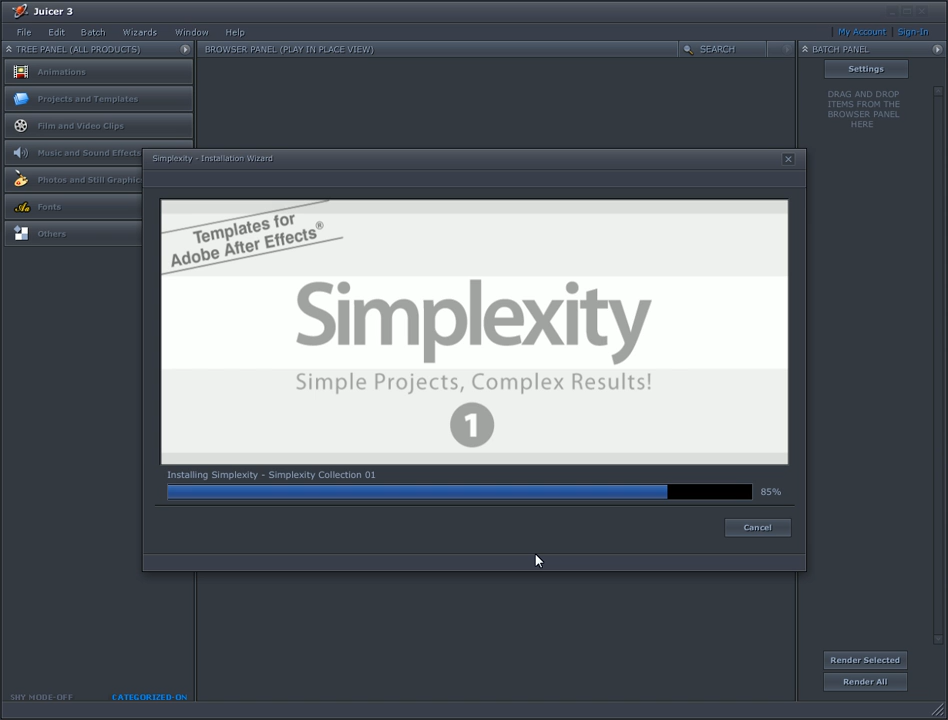 Juicer 3
File Edit Batch Wizards Window Help
My Account Sign-In
TREE PANEL (ALL PRODUCTS)
BROWSER PANEL (PLAY IN PLACE VIEW)
SEARCH
BATCH PANEL
Animations
Projects and Templates
Film and Video Clips
Music and Sound Effects
Photos and Still Graphic
Fonts
Others
Settings
DRAG AND DROP
ITEMS FROM THE
BROWSER PANEL
HERE
Simplexity - Installation Wizard
Templates for
Adobe After Effects®
Simplexity
Simple Projects, Complex Results!
1
Installing Simplexity - Simplexity Collection 01
85%
Cancel
Render Selected
Render All
SHY MODE-OFF CATEGORIZED-ON